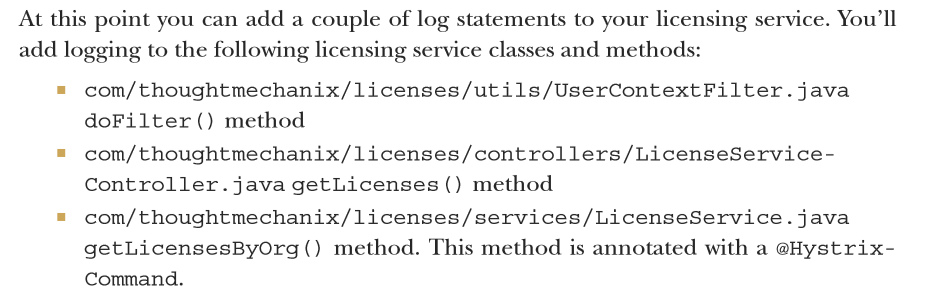 At this point you can add a couple of log statements to your licensing service. You’ll
add logging to the following licensing service classes and methods:
■ com/thoughtmechanix/licenses/utils/UserContextFilter.java
doFilter() method
■ com/thoughtmechanix/licenses/controllers/LicenseService-
Controller.java getLicenses() method
■ com/thoughtmechanix/licenses/services/LicenseService.java
getLicensesByOrg() method. This method is annotated with a @Hystrix-
Command.